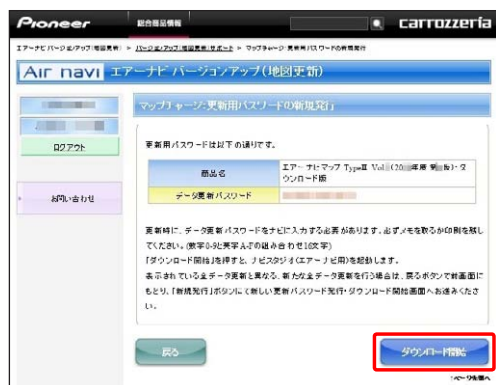 Pioneer
総合商品情報
carrozzeria
エアーナビ バージョンアップ(地図更新) > バージョンアップ(地図更新)サポート > マップチャージ:更新用パスワードの新規発行
Air navi エアーナビ バージョンアップ(地図更新)
マップチャージ:更新用パスワードの新規発行
ログアウト
お問い合わせ
更新用パスワードは以下の通りです。
商品名
エアーナビマップ TypeⅡ Vol
(20 年度 第 版)・ダ
ウンロード版
データ更新パスワード
更新時に、データ更新パスワードをナビに入力する必要があります。必ずメモを取るか印刷を残し
てください。(数字0-9と英字A-Fの組み合わせ16文字)
「ダウンロード開始」を押すと、ナビスタジオ(エアーナビ用)を起動します。
表示されている全データ更新と異なる、新たな全データ更新を行う場合は、戻るボタンで前画面に
もどり、「新規発行」ボタンにて新しい更新パスワード発行・ダウンロード開始画面へお進みくださ
い。
戻る
ダウンロード開始
ページ先頭へ